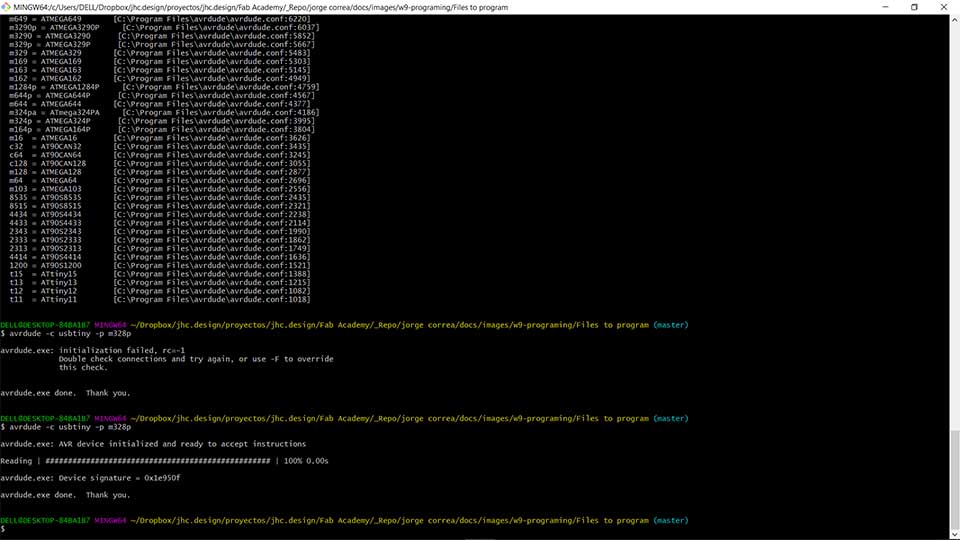 MINGW64:/c/Users/DELL/Dropbox/jhc.design/proyectos/jhc.design/Fab Academy/_Repo/jorge correa/docs/images/w9-programing/Files to program
m649 = ATMEGA649 [C:\Program Files\avrdude\avrdude.conf:6220]
m3290p = ATMEGA3290P [C:\Program Files\avrdude\avrdude.conf:6037]
m3290 = ATMEGA3290 [C:\Program Files\avrdude\avrdude.conf:5852]
m329p = ATMEGA329P [C:\Program Files\avrdude\avrdude.conf:5667]
m329 = ATMEGA329 [C:\Program Files\avrdude\avrdude.conf:5483]
m169 = ATMEGA169 [C:\Program Files\avrdude\avrdude.conf:5303]
m163 = ATMEGA163 [C:\Program Files\avrdude\avrdude.conf:5145]
m162 = ATMEGA162 [C:\Program Files\avrdude\avrdude.conf:4949]
m1284p = ATMEGA1284P [C:\Program Files\avrdude\avrdude.conf:4759]
m644p = ATMEGA644P [C:\Program Files\avrdude\avrdude.conf:4567]
m644 = ATMEGA644 [C:\Program Files\avrdude\avrdude.conf:4377]
m324pa = ATmega324PA [C:\Program Files\avrdude\avrdude.conf:4186]
m324p = ATMEGA324P [C:\Program Files\avrdude\avrdude.conf:3995]
m164p = ATMEGA164P [C:\Program Files\avrdude\avrdude.conf:3804]
m16 = ATMEGA16 [C:\Program Files\avrdude\avrdude.conf:3626]
c32 = AT90CAN32 [C:\Program Files\avrdude\avrdude.conf:3435]
c64 = AT90CAN64 [C:\Program Files\avrdude\avrdude.conf:3245]
c128 = AT90CAN128 [C:\Program Files\avrdude\avrdude.conf:3055]
m128 = ATMEGA128 [C:\Program Files\avrdude\avrdude.conf:2877]
m64 = ATMEGA64 [C:\Program Files\avrdude\avrdude.conf:2696]
m103 = ATMEGA103 [C:\Program Files\avrdude\avrdude.conf:2556]
8535 = AT90S8535 [C:\Program Files\avrdude\avrdude.conf:2435]
8515 = AT90S8515 [C:\Program Files\avrdude\avrdude.conf:2321]
4434 = AT90S4434 [C:\Program Files\avrdude\avrdude.conf:2238]
4433 = AT90S4433 [C:\Program Files\avrdude\avrdude.conf:2114]
2343 = AT90S2343 [C:\Program Files\avrdude\avrdude.conf:1990]
2333 = AT90S2333 [C:\Program Files\avrdude\avrdude.conf:1862]
2313 = AT90S2313 [C:\Program Files\avrdude\avrdude.conf:1749]
4414 = AT90S4414 [C:\Program Files\avrdude\avrdude.conf:1636]
1200 = AT90S1200 [C:\Program Files\avrdude\avrdude.conf:1521]
t15 = ATtiny15 [C:\Program Files\avrdude\avrdude.conf:1388]
t13 = ATtiny13 [C:\Program Files\avrdude\avrdude.conf:1215]
t12 = ATtiny12 [C:\Program Files\avrdude\avrdude.conf:1082]
t11 = ATtiny11 [C:\Program Files\avrdude\avrdude.conf:1018]
DELL@DESKTOP-84BA1B7 MINGW64 ~/Dropbox/jhc.design/proyectos/jhc.design/Fab Academy/_Repo/jorge correa/docs/images/w9-programing/Files to program (master)
$ avrdude -c usbtiny -p m328p
avrdude.exe: initialization failed, rc=-1
Double check connections and try again, or use -F to override
this check.
avrdude.exe done.  Thank you.
DELL@DESKTOP-84BA1B7 MINGW64 ~/Dropbox/jhc.design/proyectos/jhc.design/Fab Academy/_Repo/jorge correa/docs/images/w9-programing/Files to program (master)
$ avrdude -c usbtiny -p m328p
avrdude.exe: AVR device initialized and ready to accept instructions
Reading | ################################################## | 100% 0.00s
avrdude.exe: Device signature = 0x1e950f
avrdude.exe done.  Thank you.
DELL@DESKTOP-84BA1B7 MINGW64 ~/Dropbox/jhc.design/proyectos/jhc.design/Fab Academy/_Repo/jorge correa/docs/images/w9-programing/Files to program (master)
$